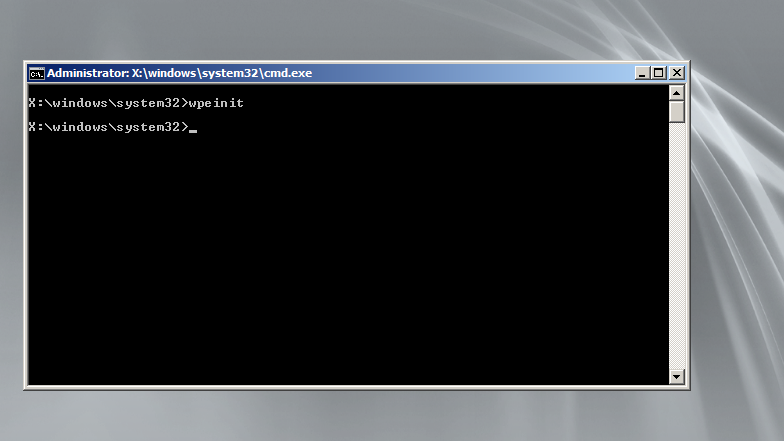 Administrator: X:\windows\system32\cmd.exe
X:\windows\system32>wpeinit
X:\windows\system32>_